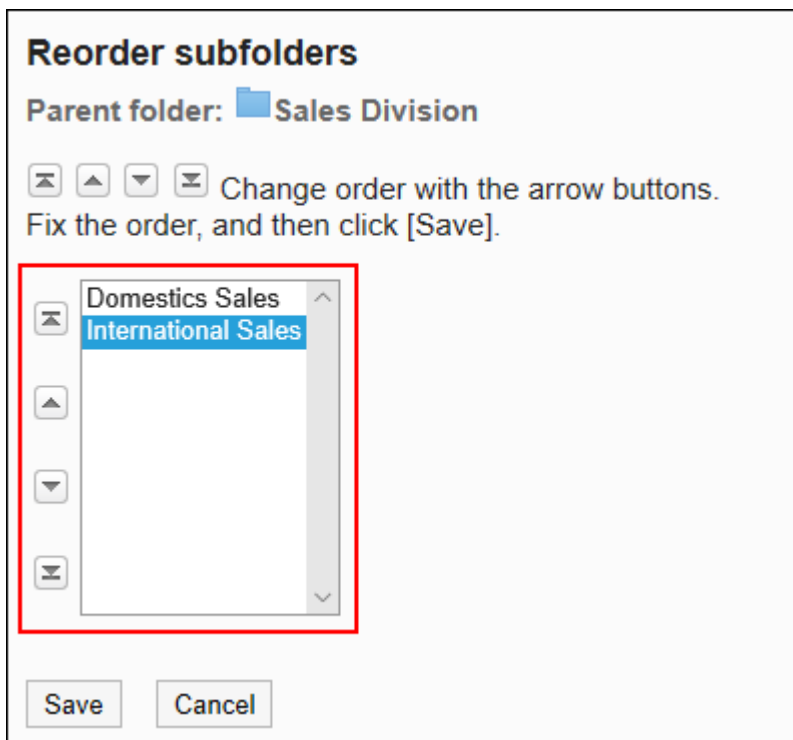 Reorder subfolders
Parent folder: Sales Division
Change order with the arrow buttons.
Fix the order, and then click [Save].
Domestics Sales
International Sales
Save Cancel